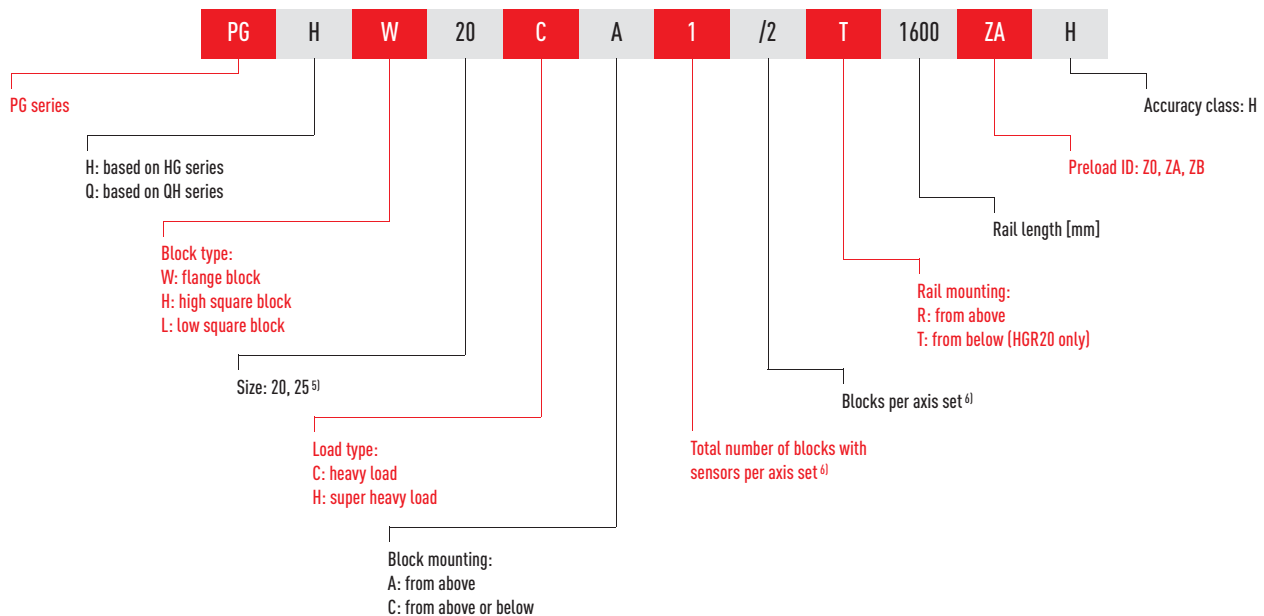 PG H W 20 C A 1 /2 T 1600 ZA H
PG series
Accuracy class: H
H: based on HG series
Q: based on QH series
Preload ID: Z0, ZA, ZB
Rail length [mm]
Block type:
W: flange block
H: high square block
L: low square block
Rail mounting:
R: from above
T: from below (HGR20 only)
Size: 20, 25 5)
Blocks per axis set 6)
Load type:
C: heavy load
H: super heavy load
Total number of blocks with
sensors per axis set 6)
Block mounting:
A: from above
C: from above or below